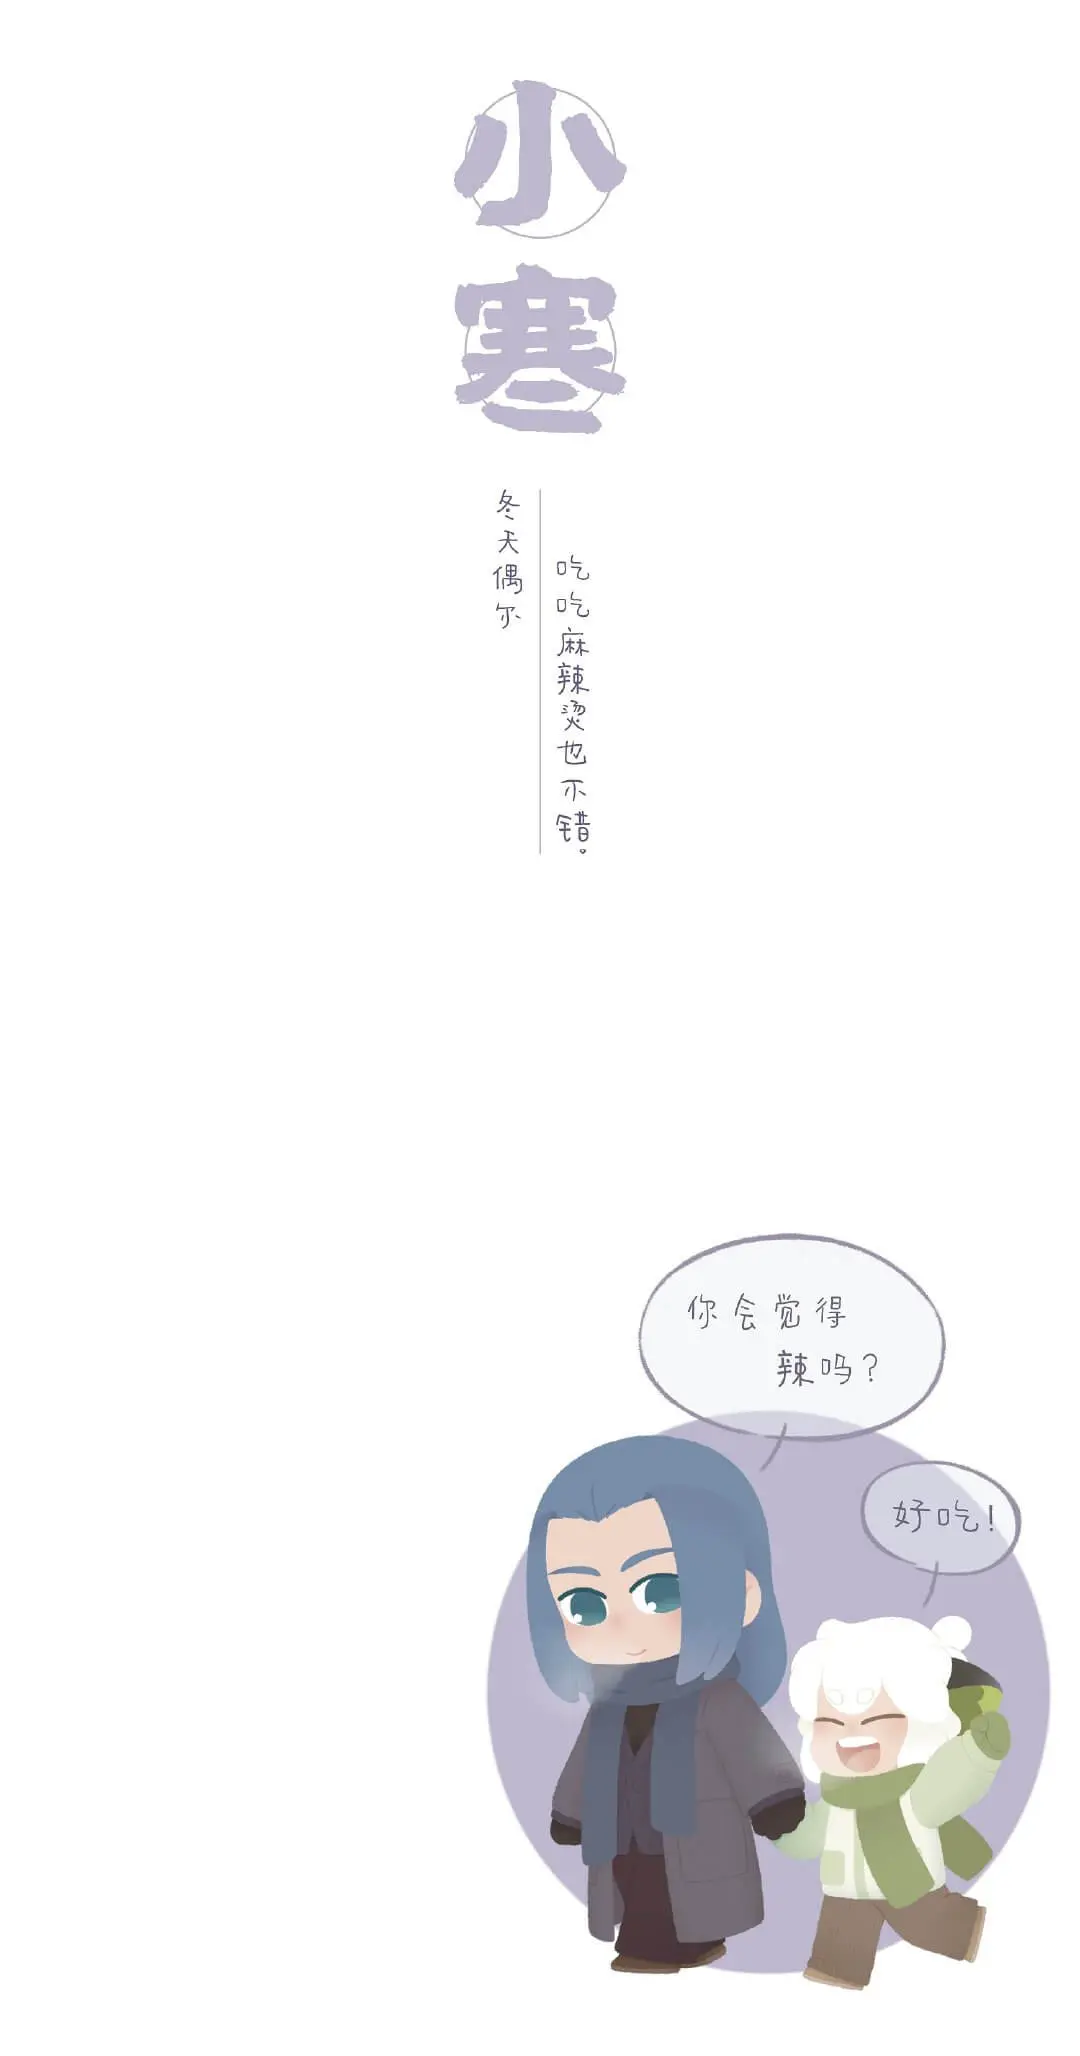 小寒
冬天偶尔
吃吃麻辣烫也不错。
你会觉得
辣吗？
好吃！